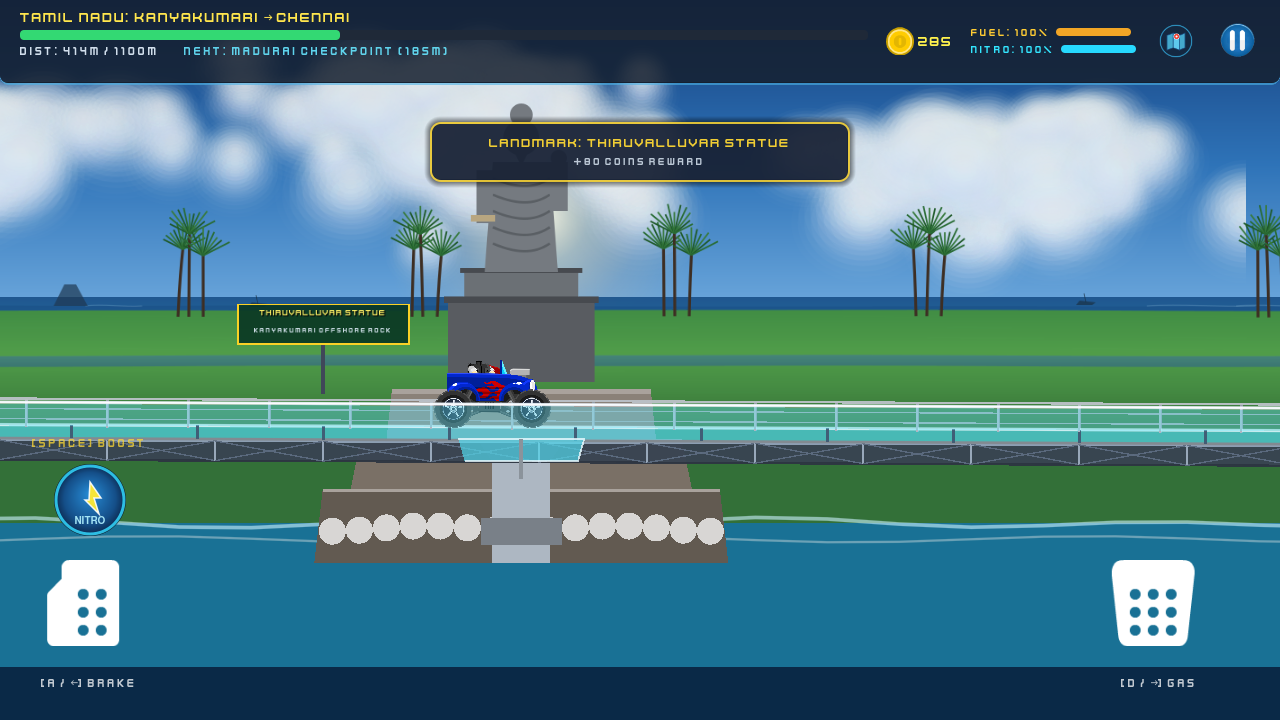 TAMIL NADU: KANYAKUMARI → CHENNAI
DIST: 414M / 1100M
NEXT: MADURAI CHECKPOINT (185M)
285
FUEL: 100%
NITRO: 100%
LANDMARK: THIRUVALLUVAR STATUE
+80 COINS REWARD
THIRUVALLUVAR STATUE
KANYAKUMARI OFFSHORE ROCK
[SPACE] BOOST
NITRO
[A / ←] BRAKE
[D / →] GAS